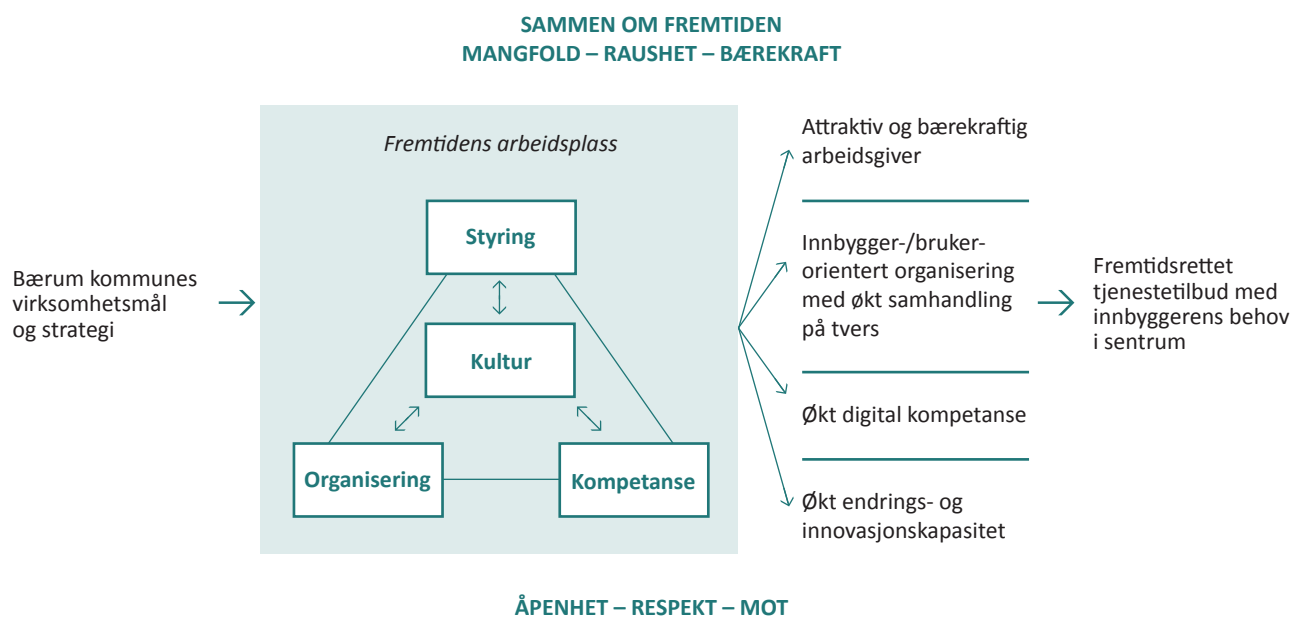 SAMMEN OM FREMTIDEN
MANGFOLD – RAUSHET – BÆREKRAFT
Bærum kommunes
virksomhetsmål
og strategi
Fremtidens arbeidsplass
Styring
Kultur
Organisering
Kompetanse
Attraktiv og bærekraftig
arbeidsgiver
Innbygger-/bruker-
orientert organisering
med økt samhandling
på tvers
Økt digital kompetanse
Økt endrings- og
innovasjonskapasitet
Fremtidsrettet
tjenestetilbud med
innbyggerens behov
i sentrum
ÅPENHET – RESPEKT – MOT